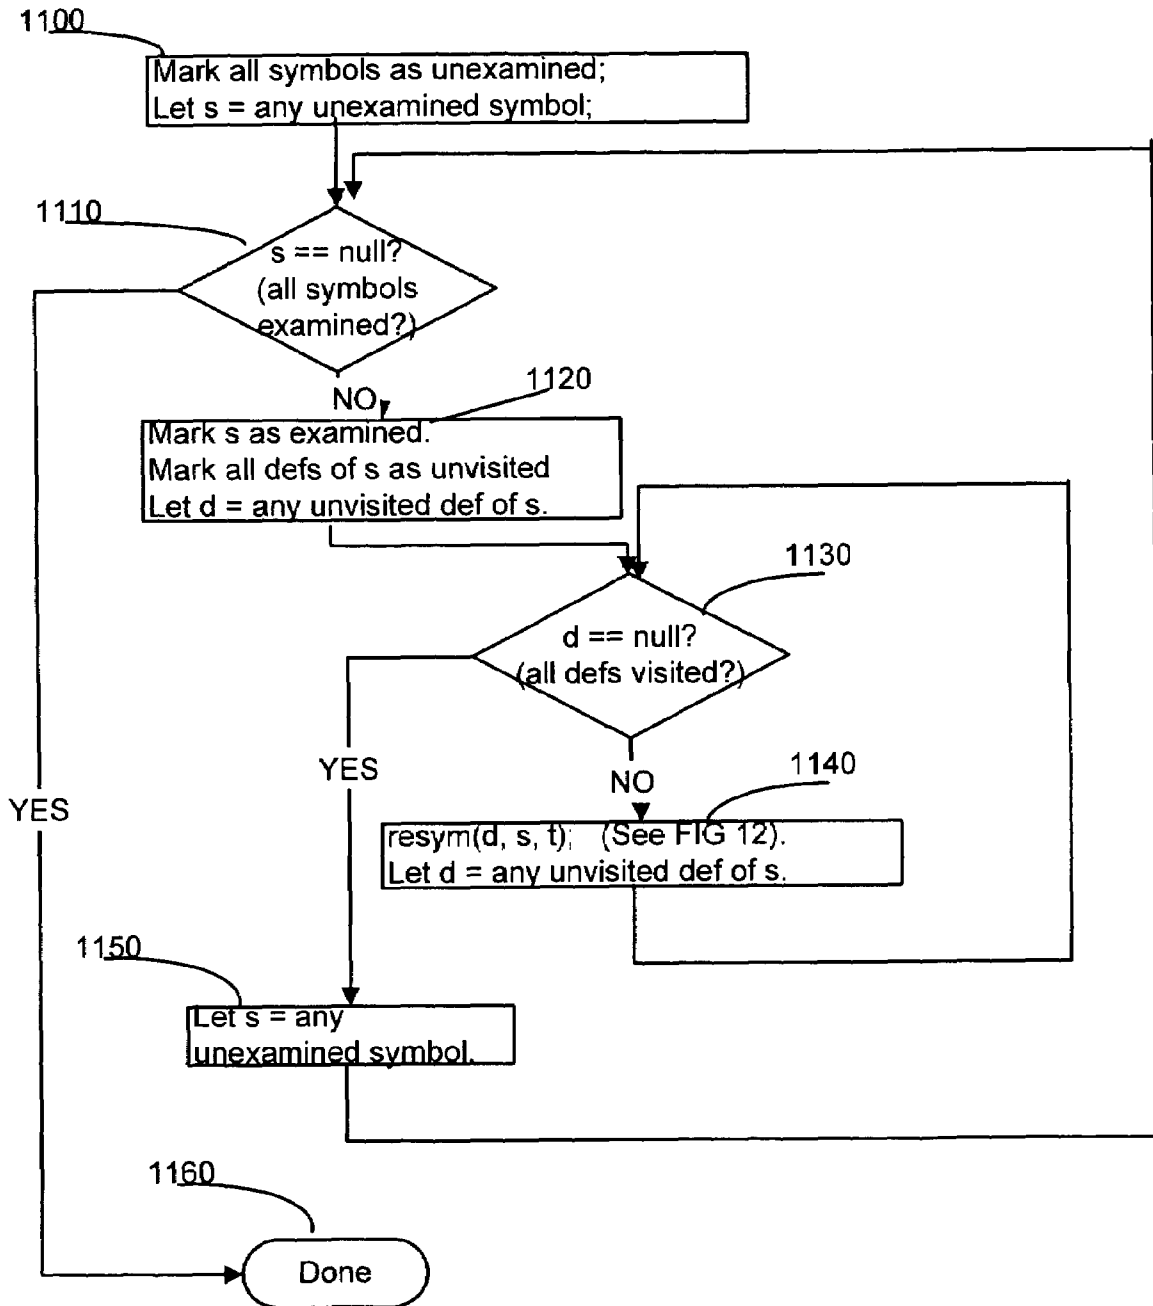 1100
Mark all symbols as unexamined;
Let s = any unexamined symbol;
1110
s == null?
(all symbols
examined?)
NO
1120
Mark s as examined.
Mark all defs of s as unvisited
Let d = any unvisited def of s.
1130
d == null?
(all defs visited?)
YES
NO
1140
YES
resym(d, s, t); (See FIG 12).
Let d = any unvisited def of s.
1150
Let s = any
unexamined symbol.
1160
Done